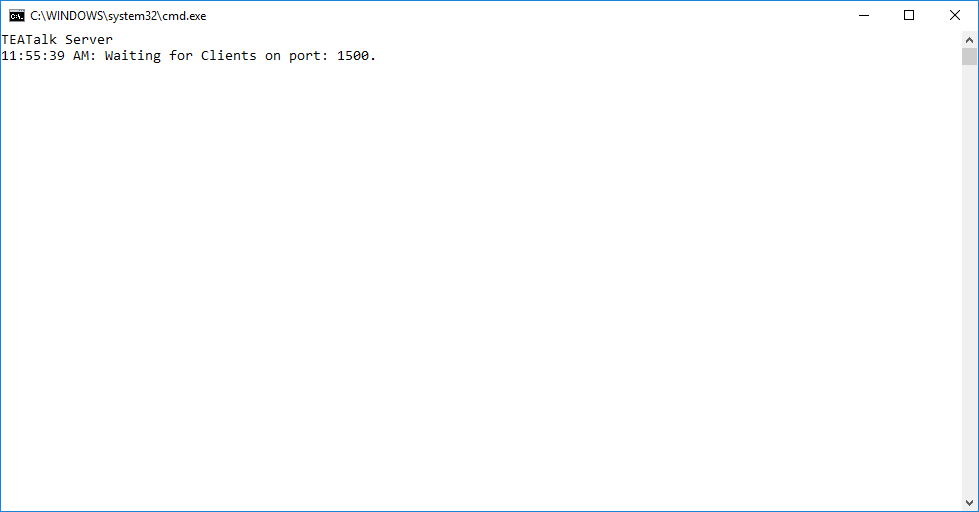 C:\WINDOWS\system32\cmd.exe
TEATalk Server
11:55:39 AM: Waiting for Clients on port: 1500.